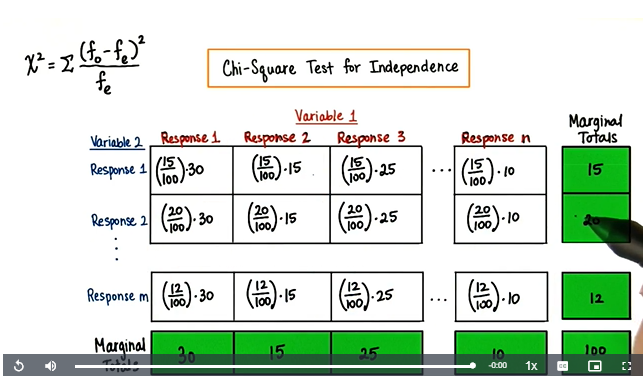 χ² = Σ (f₀ - fₑ)² / fₑ
Chi-Square Test for Independence
Variable 1
Variable 2 Response 1 Response 2 Response 3 Response n Marginal Totals
Response 1 (15/100)·30 (15/100)·15 (15/100)·25 ... (15/100)·10 15
Response 2 (20/100)·30 (20/100)·15 (20/100)·25 (20/100)·10 20
⋮
Response m (12/100)·30 (12/100)·15 (12/100)·25 ... (12/100)·10 12
Marginal Totals 30 15 25 10 100
-0:00 1x CC